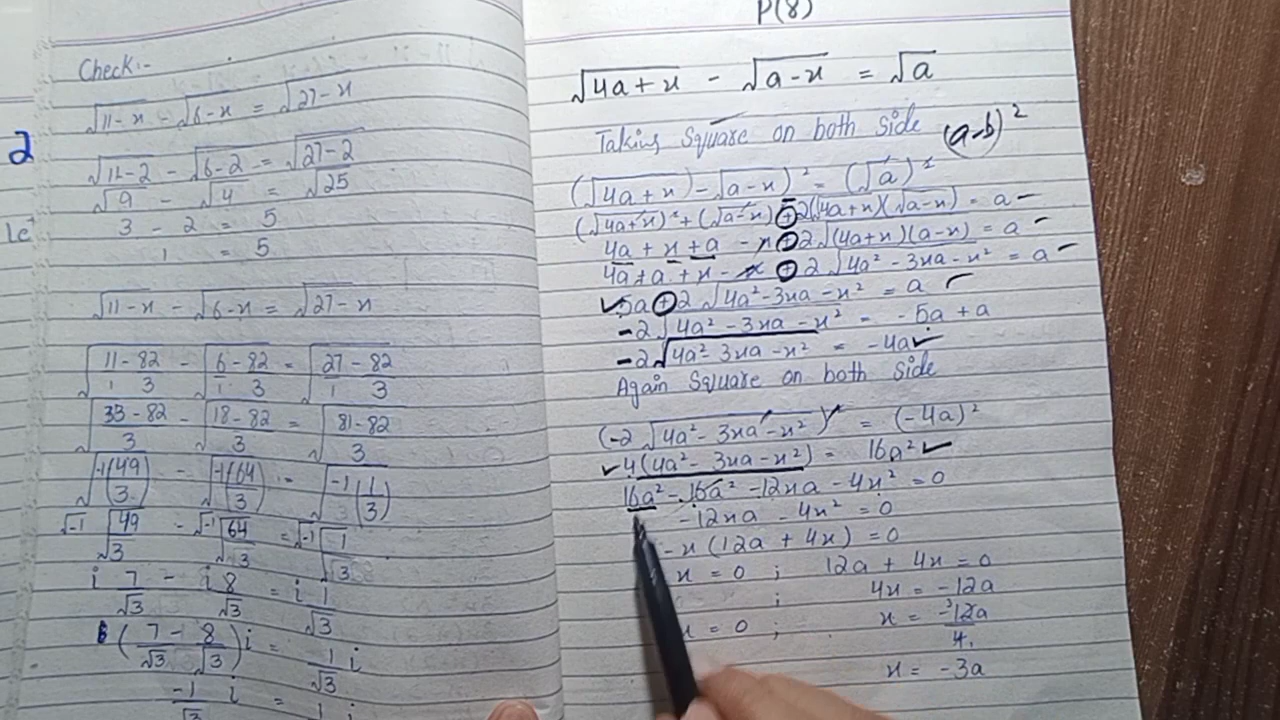 2
Le
Check:-
√11-x - √6-x = √27-x
√11-2 - √6-2 = √27-2
√9 - √4 = √25
3 - 2 = 5
1 = 5
√11-x - √6-x = √27-x
√11-82/1 3 - √6-82/1 3 = √27-82/1 3
√33-82/3 - √18-82/3 = √81-82/3
√-1(49/3) - √-1(64/3) = √-1(1/3)
√-1 √49/√3 - √-1 √64/√3 = √-1 √1/√3
i 7/√3 - i 8/√3 = i 1/√3
(7/√3 - 8/√3)i = 1/√3 i
-1/√3 i = 1 i
P(8)
√4a+x - √a-x = √a
Taking Square on both side (a-b)²
(√4a+x) - √a-x)² = (√a)²
(√4a+x)² + (√a-x) + 2(√4a+x)(√a-x) = a
4a + x + a - x + 2√(4a+x)(a-x) = a
4a + a + x - x + 2√4a² - 3xa - x² = a
5a + 2√4a² - 3xa - x² = a
-2√4a² - 3xa - x² = -5a + a
-2√4a² - 3xa - x² = -4a
Again Square on both side
(-2√4a² - 3xa - x²)² = (-4a)²
4(4a² - 3xa - x²) = 16a²
16a² - 16a² - 12xa - 4x² = 0
-12xa - 4x² = 0
-x(12a + 4x) = 0
x = 0 ; 12a + 4x = 0
; 4x = -12a
x = 0 ; x = -12a/4
x = -3a